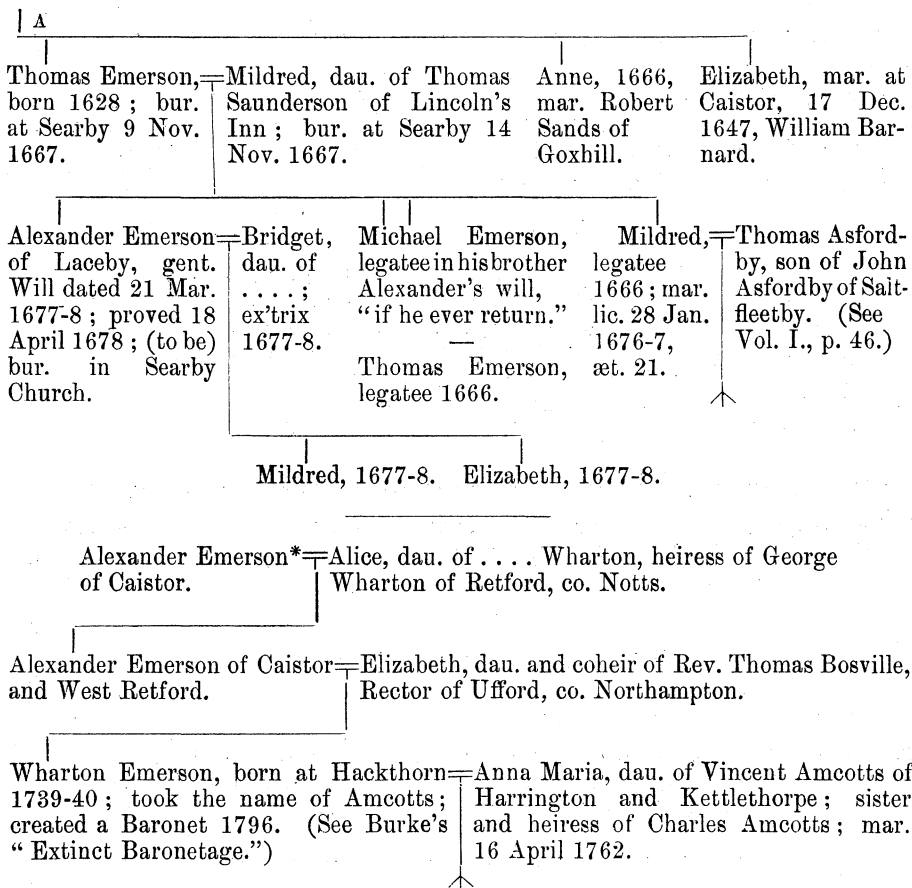 A
Thomas Emerson,
born 1628 ; bur.
at Searby 9 Nov.
1667.
Mildred, dau. of Thomas
Saunderson of Lincoln's
Inn ; bur. at Searby 14
Nov. 1667.
Anne, 1666,
mar. Robert
Sands of
Goxhill.
Elizabeth, mar. at
Caistor, 17 Dec.
1647, William Bar-
nard.
Alexander Emerson
of Laceby, gent.
Will dated 21 Mar.
1677-8 ; proved 18
April 1678 ; (to be)
bur. in Searby
Church.
Bridget,
dau. of
. . . . ;
ex'trix
1677-8.
Michael Emerson,
legatee in his brother
Alexander's will,
"if he ever return."
—
Thomas Emerson,
legatee 1666.
Mildred,
legatee
1666 ; mar.
lic. 28 Jan.
1676-7,
æt. 21.
Thomas Asford-
by, son of John
Asfordby of Salt-
fleetby. (See
Vol. I., p. 46.)
Mildred, 1677-8. Elizabeth, 1677-8.
Alexander Emerson*
of Caistor.
Alice, dau. of . . . . Wharton, heiress of George
Wharton of Retford, co. Notts.
Alexander Emerson of Caistor
and West Retford.
Elizabeth, dau. and coheir of Rev. Thomas Bosville,
Rector of Ufford, co. Northampton.
Wharton Emerson, born at Hackthorn
1739-40 ; took the name of Amcotts ;
created a Baronet 1796. (See Burke's
" Extinct Baronetage.")
Anna Maria, dau. of Vincent Amcotts of
Harrington and Kettlethorpe ; sister
and heiress of Charles Amcotts ; mar.
16 April 1762.